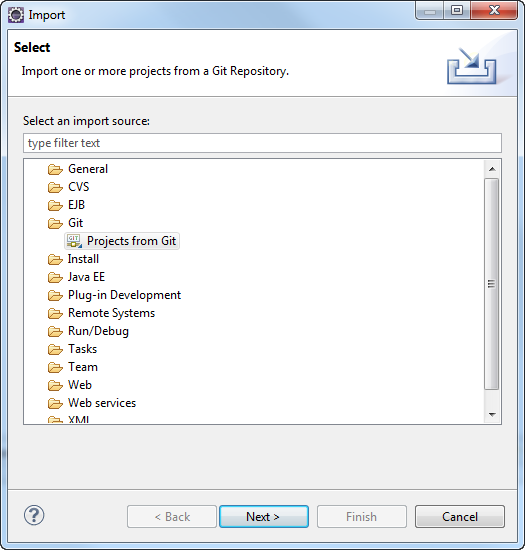 Import
Select
Import one or more projects from a Git Repository.
Select an import source:
type filter text
General
CVS
EJB
Git
GIT
Projects from Git
Install
Java EE
Plug-in Development
Remote Systems
Run/Debug
Tasks
Team
Web
Web services
XML
? < Back Next > Finish Cancel